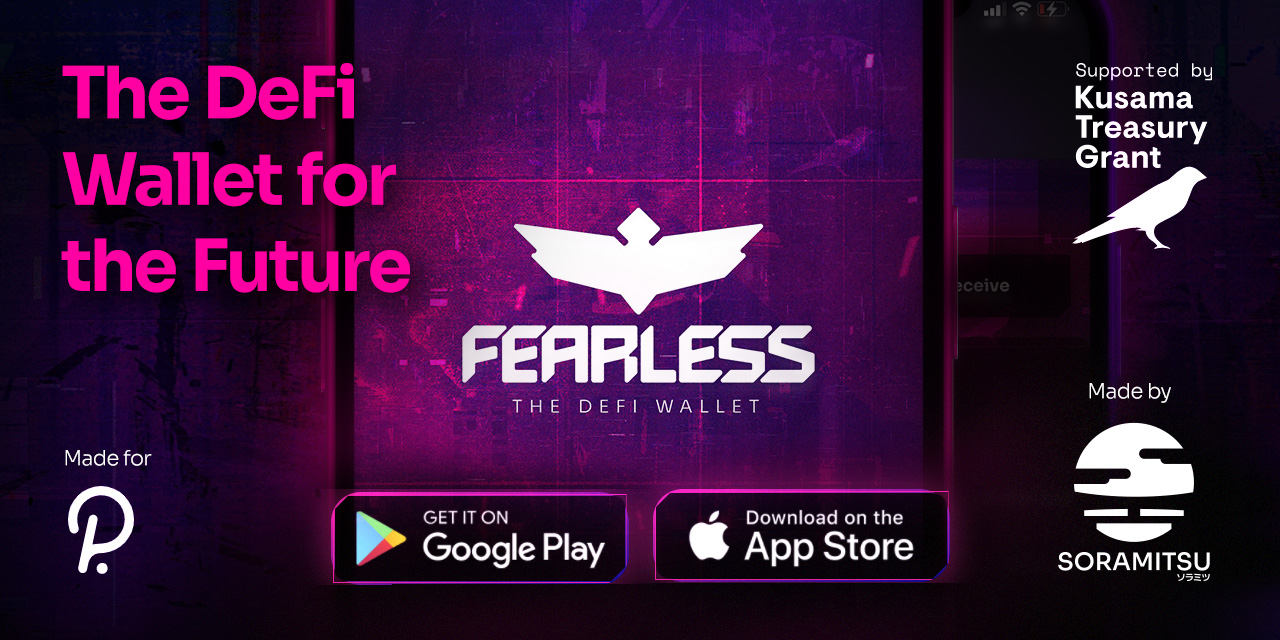 The DeFi
Wallet for
the Future
Supported by
Kusama
Treasury
Grant
eceive
FEARLESS
THE DEFI WALLET
Made for
Made by
SORAMITSU
ソラミツ
GET IT ON
Google Play
Download on the
App Store